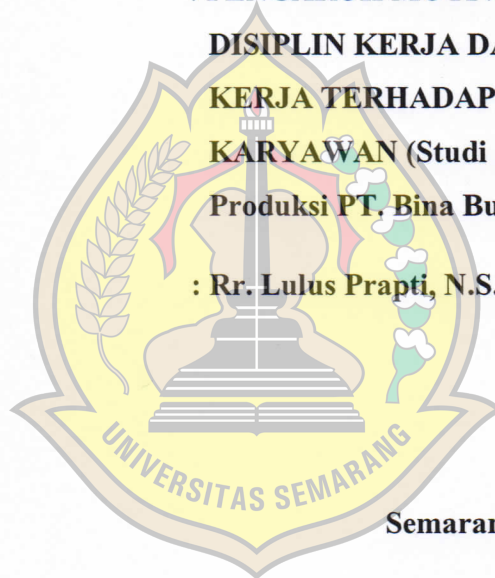 DISIPLIN KERJA DA
KERJA TERHADAP
KARYAWAN (Studi
Produksi PT. Bina Bu
: Rr. Lulus Prapti, N.S.
UNIVERSITAS SEMARANG
Semaran